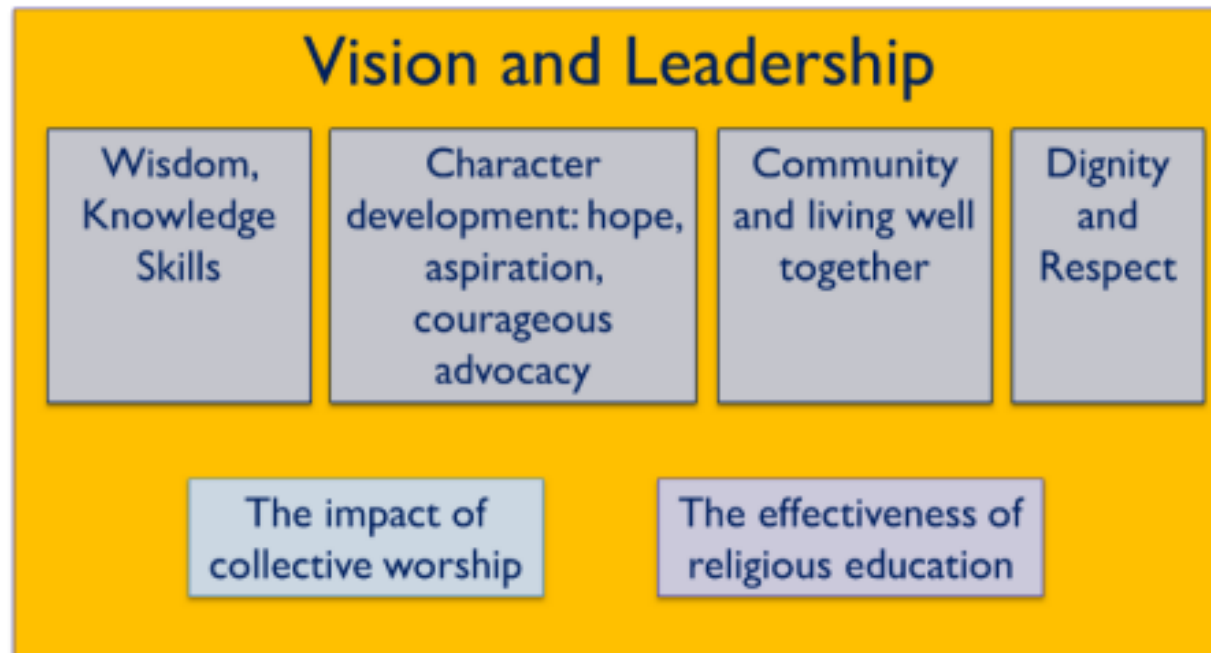 Vision and Leadership
Wisdom,
Knowledge
Skills
Character
development: hope,
aspiration,
courageous
advocacy
Community
and living well
together
Dignity
and
Respect
The impact of
collective worship
The effectiveness of
religious education